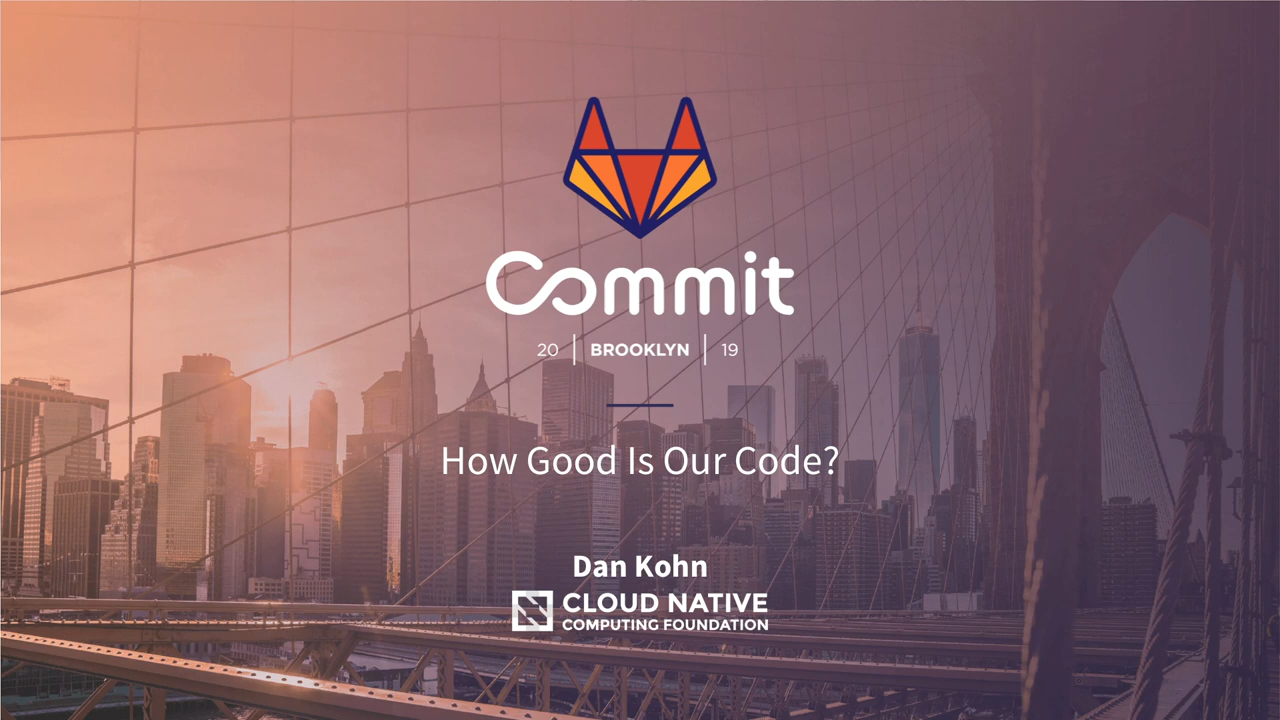 Commit
20 | BROOKLYN | 19
How Good Is Our Code?
Dan Kohn
CLOUD NATIVE
COMPUTING FOUNDATION